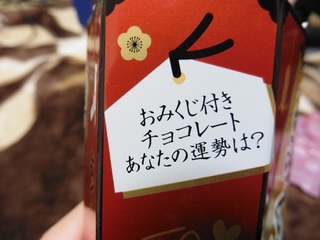 おみくじ付き
チョコレート
あなたの運勢は？